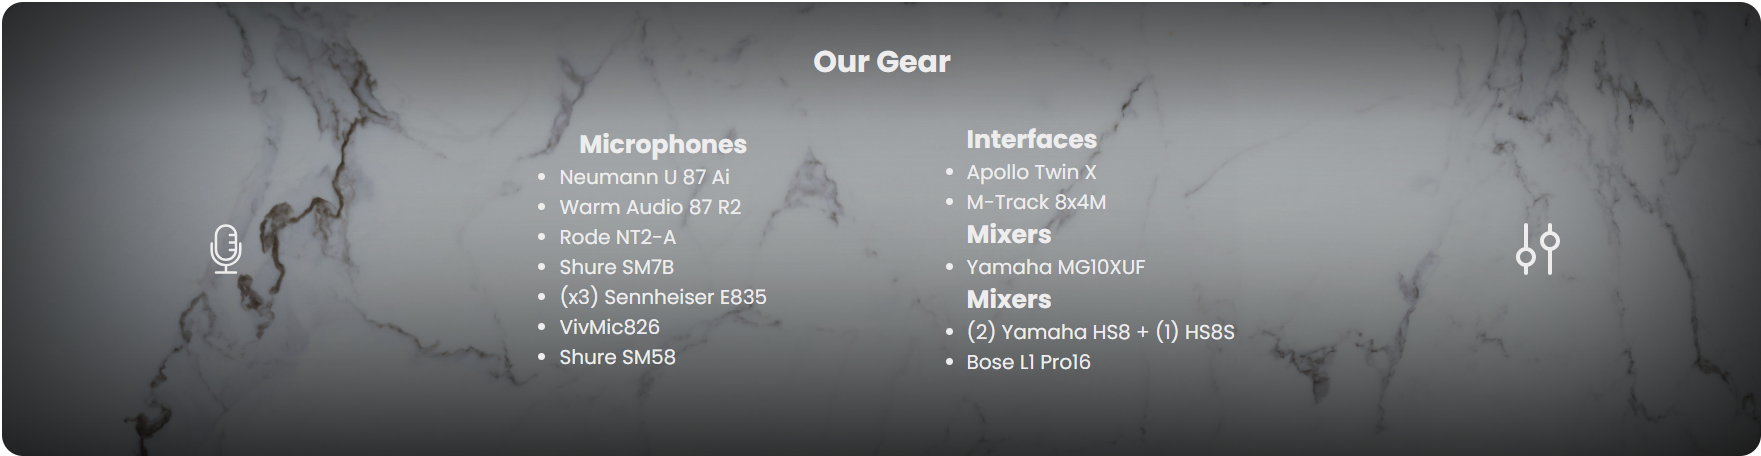 Our Gear
Microphones
Neumann U 87 Ai
Warm Audio 87 R2
Rode NT2-A
Shure SM7B
(x3) Sennheiser E835
VivMic826
Shure SM58
Interfaces
Apollo Twin X
M-Track 8x4M
Mixers
Yamaha MG10XUF
Mixers
(2) Yamaha HS8 + (1) HS8S
Bose L1 Pro16